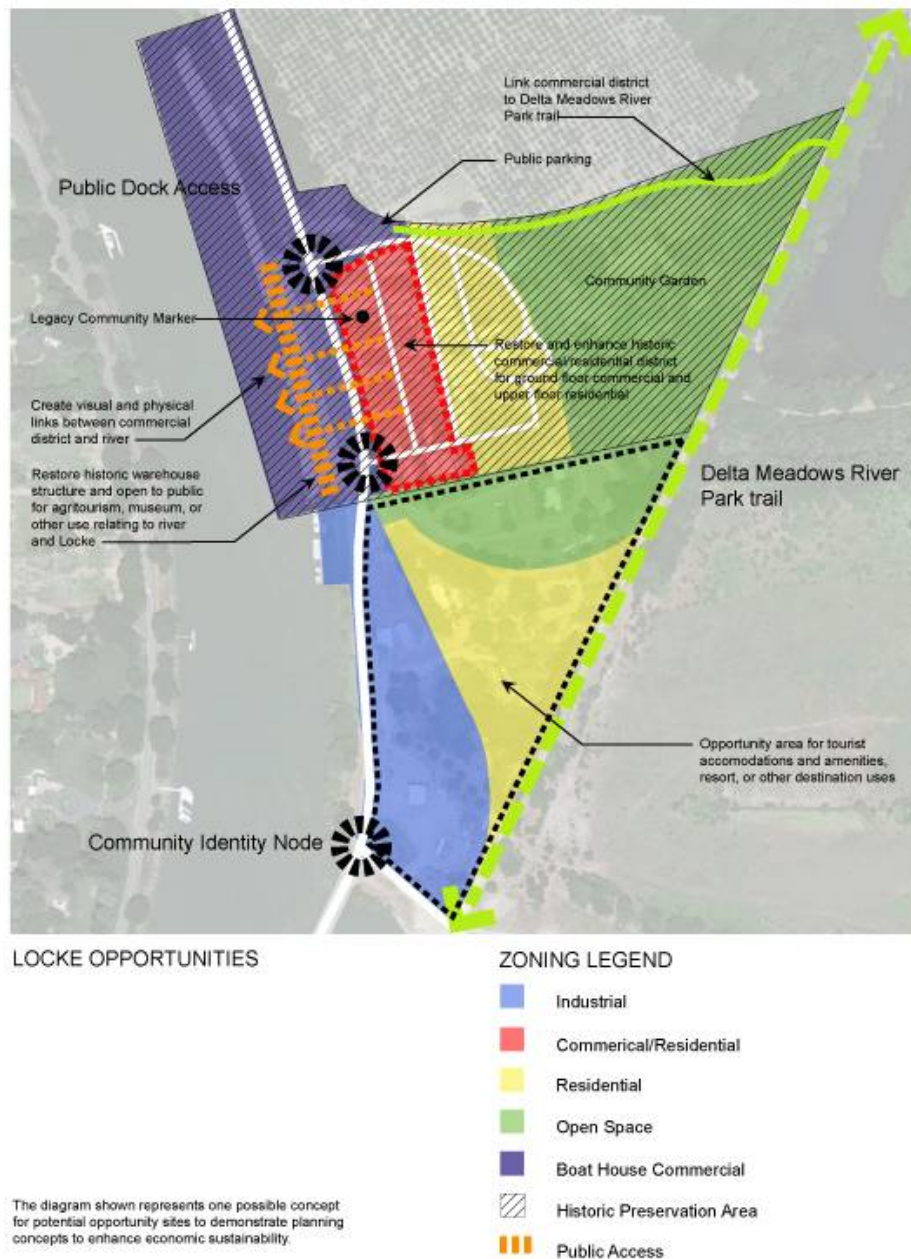 Link commercial district
to Delta Meadows River
Park trail
Public parking
Public Dock Access
Community Garden
Legacy Community Marker
Restore and enhance historic
commercial/residential district
for ground floor commercial and
upper floor residential
Create visual and physical
links between commercial
district and river
Restore historic warehouse
structure and open to public
for agritourism, museum, or
other use relating to river
and Locke
Delta Meadows River
Park trail
Opportunity area for tourist
accomodations and amenities,
resort, or other destination uses
Community Identity Node
LOCKE OPPORTUNITIES
ZONING LEGEND
Industrial
Commerical/Residential
Residential
Open Space
Boat House Commercial
Historic Preservation Area
Public Access
The diagram shown represents one possible concept
for potential opportunity sites to demonstrate planning
concepts to enhance economic sustainability.